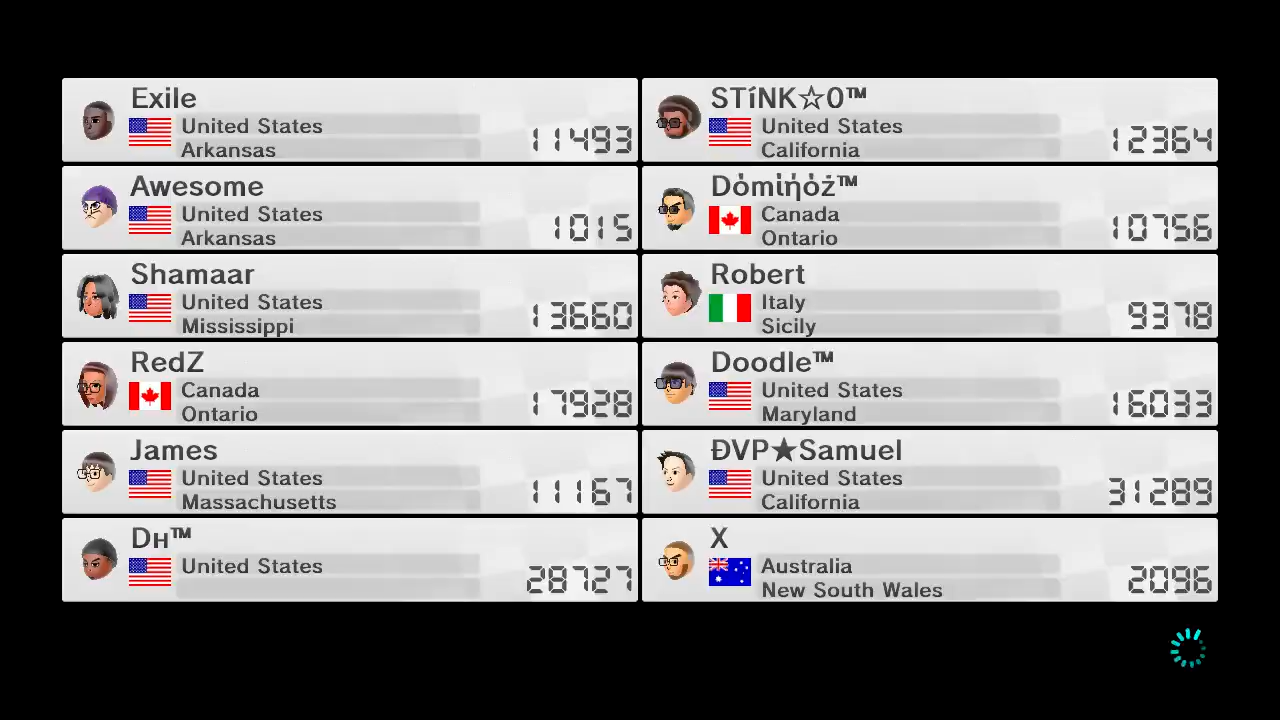 Exile
United States
Arkansas
11493
STíNK☆0™
United States
California
12364
Awesome
United States
Arkansas
1015
Dȯmἰἠȯż™
Canada
Ontario
10756
Shamaar
United States
Mississippi
13660
Robert
Italy
Sicily
9378
RedZ
Canada
Ontario
17928
Doodle™
United States
Maryland
16033
James
United States
Massachusetts
11167
ĐVP★Samuel
United States
California
31289
Dʜ™
United States
28727
X
Australia
New South Wales
2096